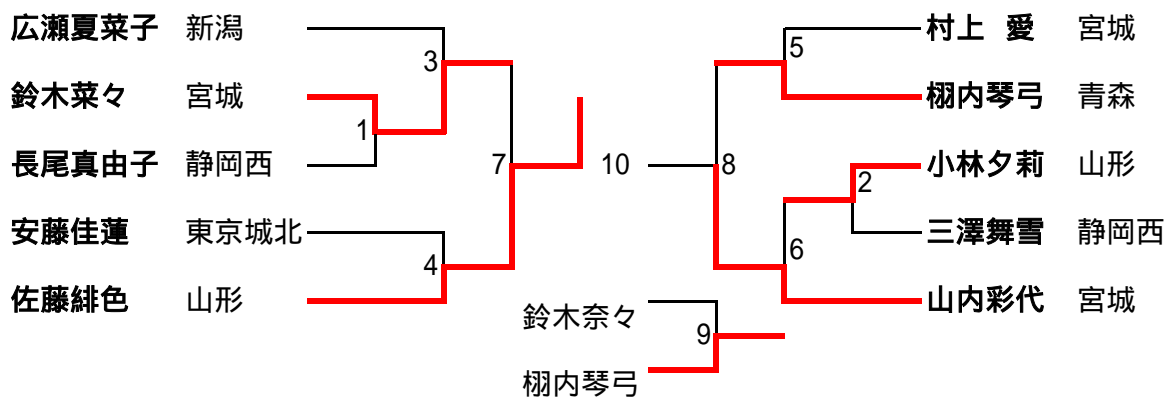 広瀬夏菜子 新潟
3
鈴木菜々 宮城
1
長尾真由子 静岡西
7
安藤佳蓮 東京城北
4
佐藤緋色 山形
10
村上 愛 宮城
5
栩内琴弓 青森
8
小林夕莉 山形
2
三澤舞雪 静岡西
6
山内彩代 宮城
鈴木奈々
9
栩内琴弓